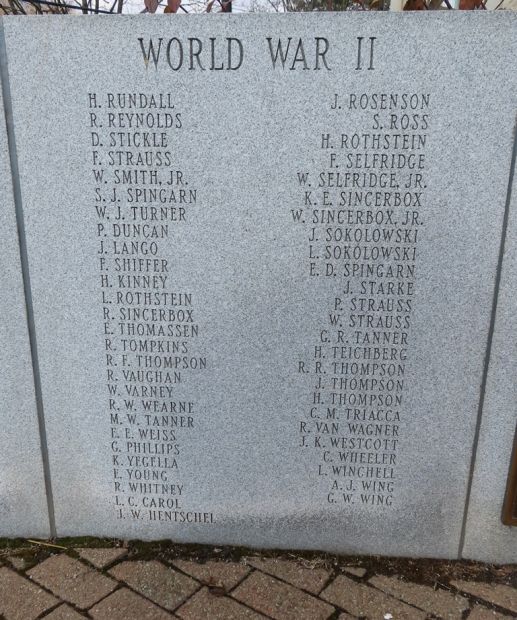 WORLD WAR II
H. RUNDALL
R. REYNOLDS
D. STICKLE
F. STRAUSS
W. SMITH, JR.
S. J. SPINGARN
W. J. TURNER
P. DUNCAN
J. LANGO
F. SHIFFER
H. KINNEY
L. ROTHSTEIN
R. SINCERBOX
E. THOMASSEN
R. TOMPKINS
R. F. THOMPSON
R. VAUGHAN
W. VARNEY
R. W. WEARNE
M. W. TANNER
E. E. WEISS
G. PHILLIPS
K. YEGELLA
E. YOUNG
R. WHITNEY
L. C. CAROL
J. W. HENTSCHEL
J. ROSENSON
S. ROSS
H. ROTHSTEIN
F. SELFRIDGE
W. SELFRIDGE, JR.
K. E. SINCERBOX
W. SINCERBOX, JR.
J. SOKOLOWSKI
L. SOKOLOWSKI
E. D. SPINGARN
J. STARKE
P. STRAUSS
W. STRAUSS
G. R. TANNER
H. TEICHBERG
R. R. THOMPSON
J. THOMPSON
H. THOMPSON
C. M. TRIACCA
R. VAN WAGNER
J. K. WESTCOTT
C. WHEELER
L. WINCHELL
A. J. WING
G. W. WING